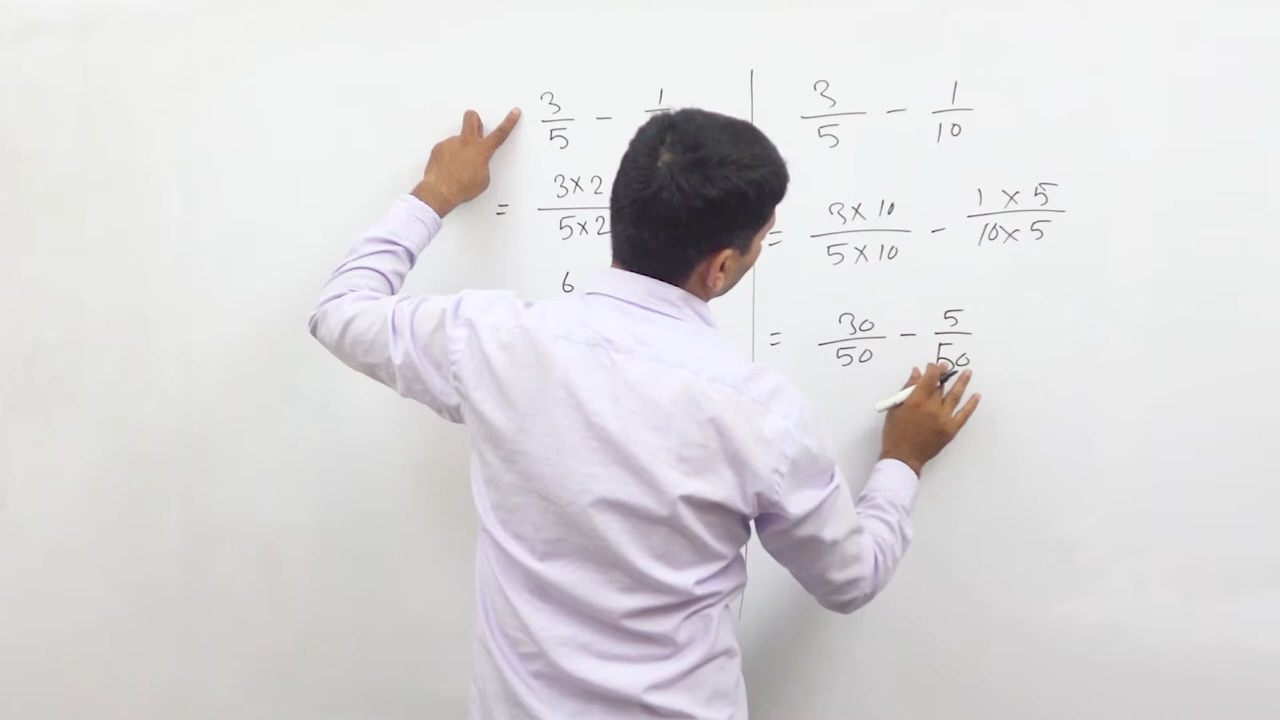 3/5 - 1
= 3×2/5×2
6
3/5 - 1/10
= 3×10/5×10 - 1×5/10×5
= 30/50 - 5/50